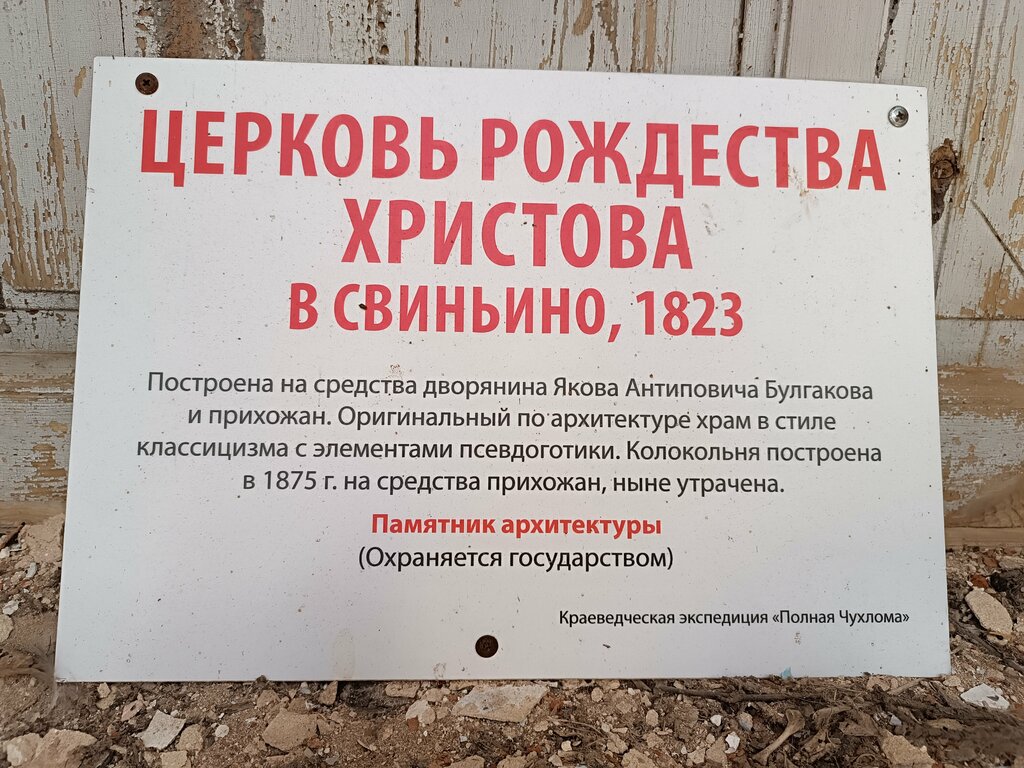 ЦЕРКОВЬ РОЖДЕСТВА
ХРИСТОВА
В СВИНЬИНО, 1823
Построена на средства дворянина Якова Антиповича Булгакова
и прихожан. Оригинальный по архитектуре храм в стиле
классицизма с элементами псевдоготики. Колокольня построена
в 1875 г. на средства прихожан, ныне утрачена.
Памятник архитектуры
(Охраняется государством)
Краеведческая экспедиция «Полная Чухлома»